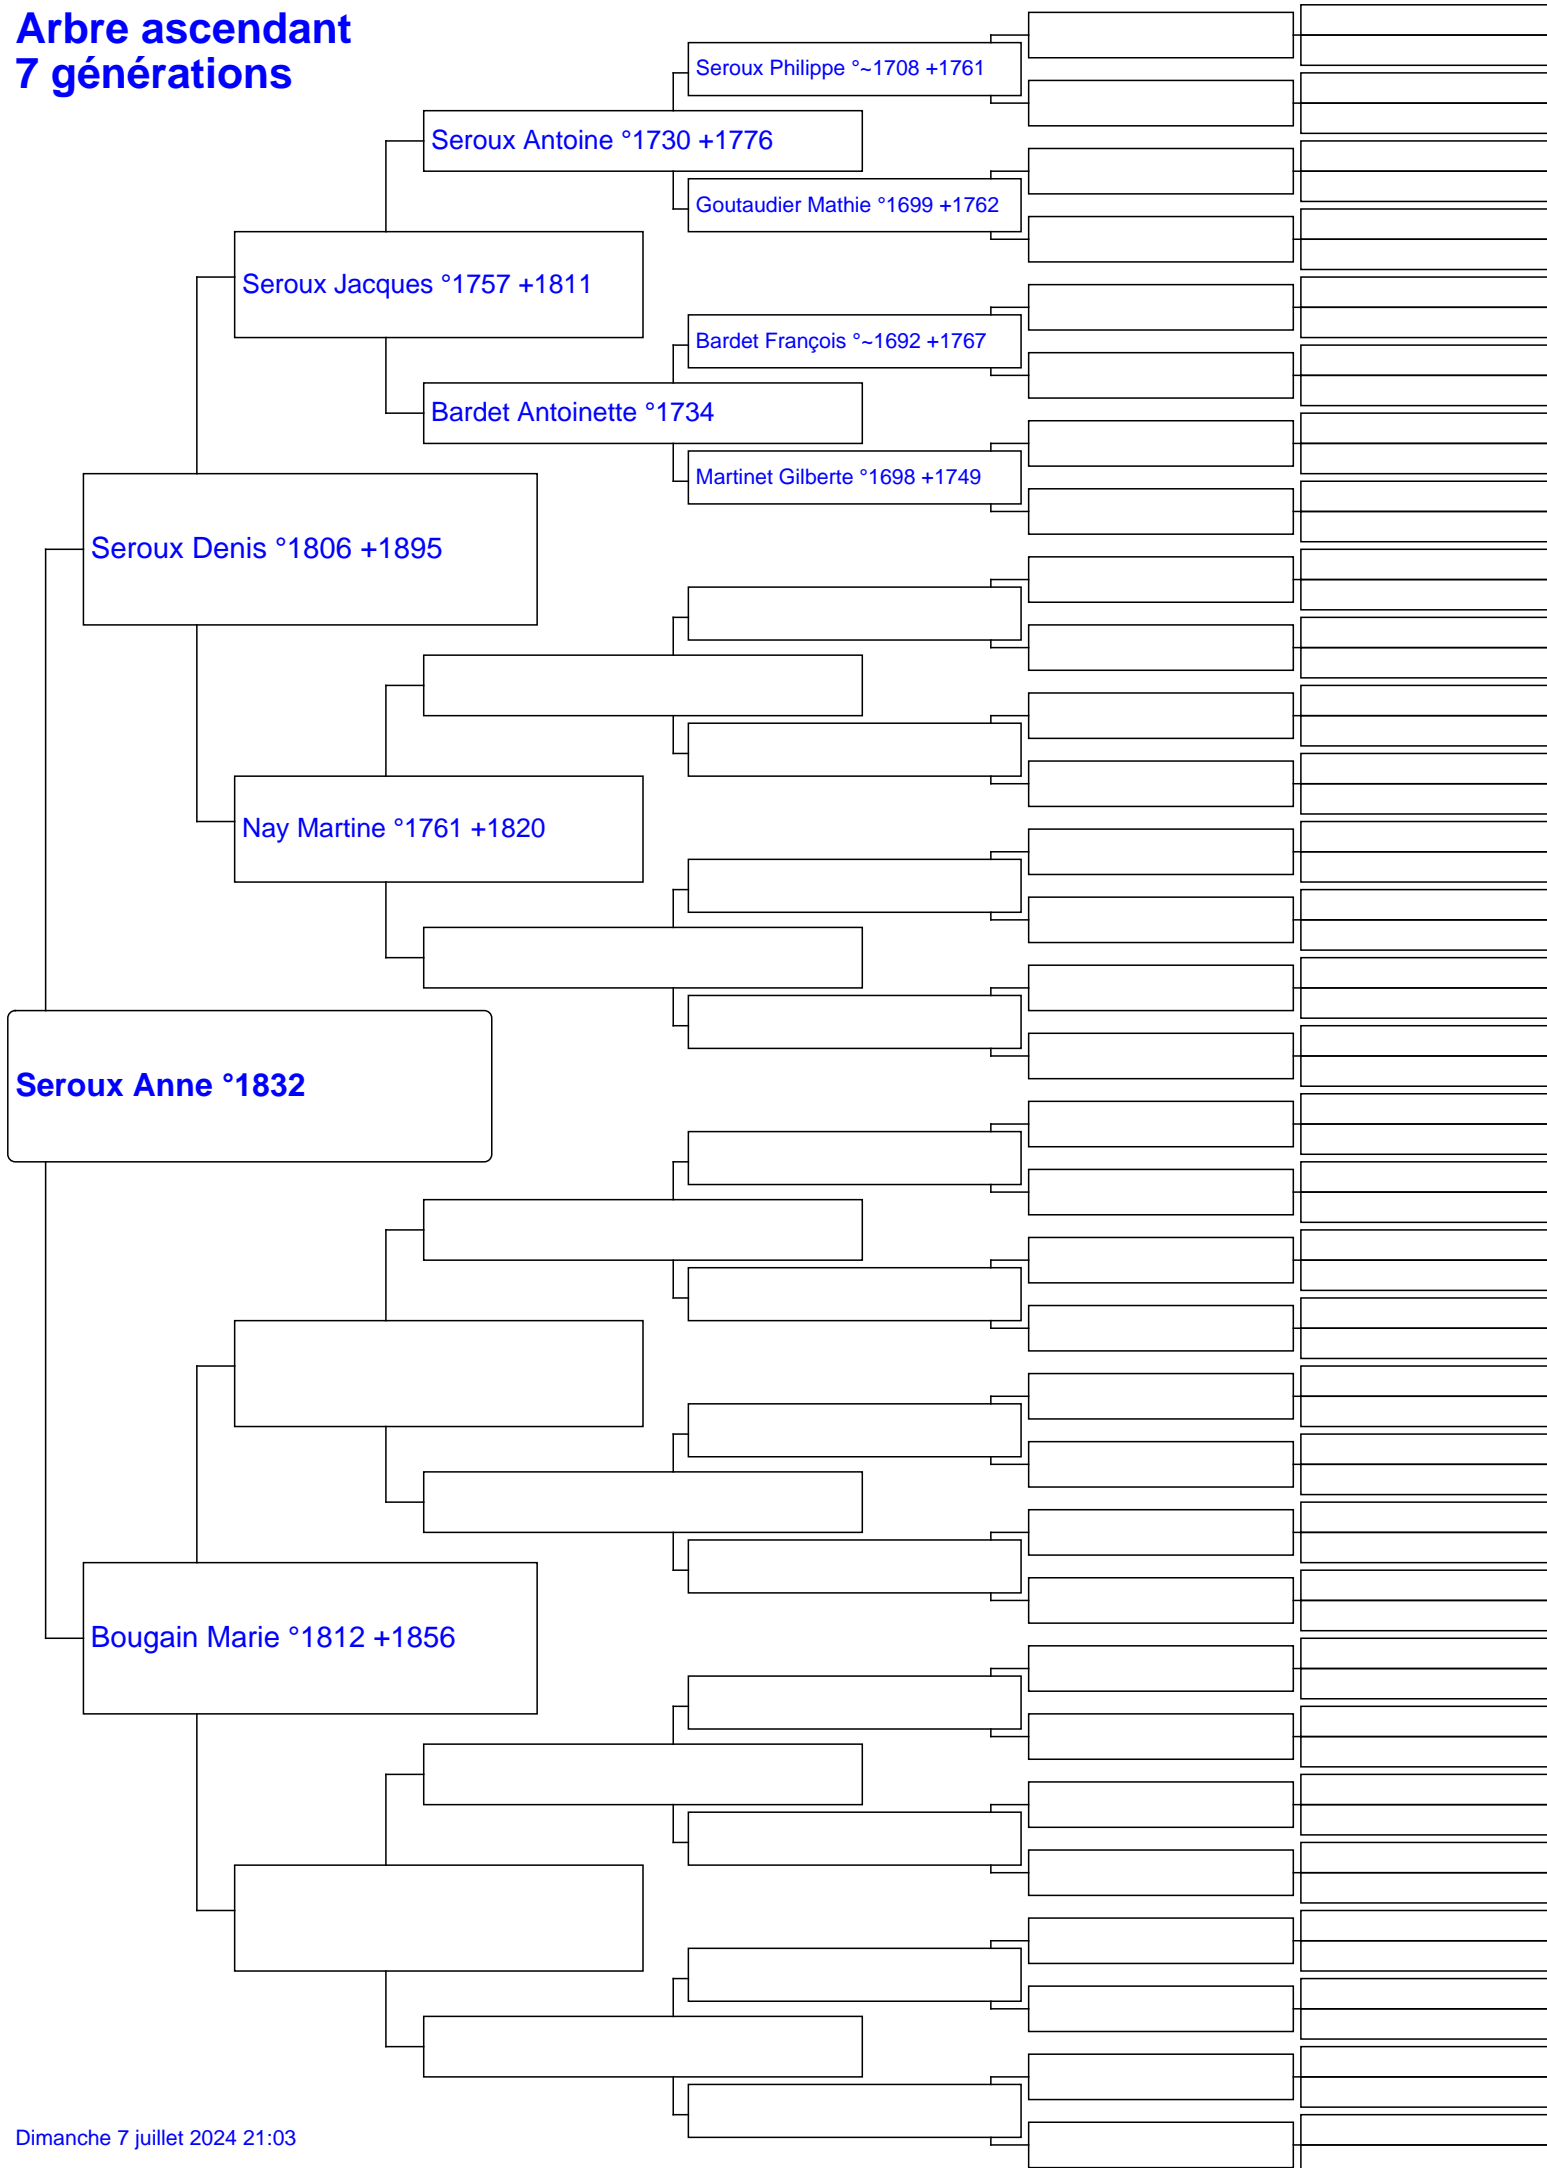 Arbre ascendant
7 générations
Seroux Philippe °~1708 +1761
Seroux Antoine °1730 +1776
Goutaudier Mathie °1699 +1762
Seroux Jacques °1757 +1811
Bardet François °~1692 +1767
Bardet Antoinette °1734
Martinet Gilberte °1698 +1749
Seroux Denis °1806 +1895
Nay Martine °1761 +1820
Seroux Anne °1832
Bougain Marie °1812 +1856
Dimanche 7 juillet 2024 21:03